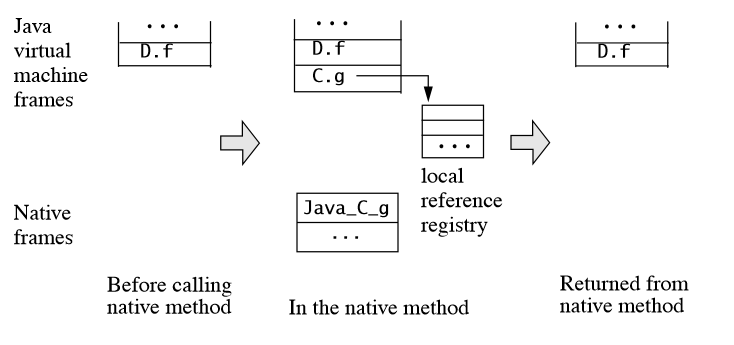 Java
virtual
machine
frames
...
D.f
...
D.f
C.g
...
D.f
...
local
reference
registry
Native
frames
Java_C_g
...
Before calling
native method
In the native method
Returned from
native method